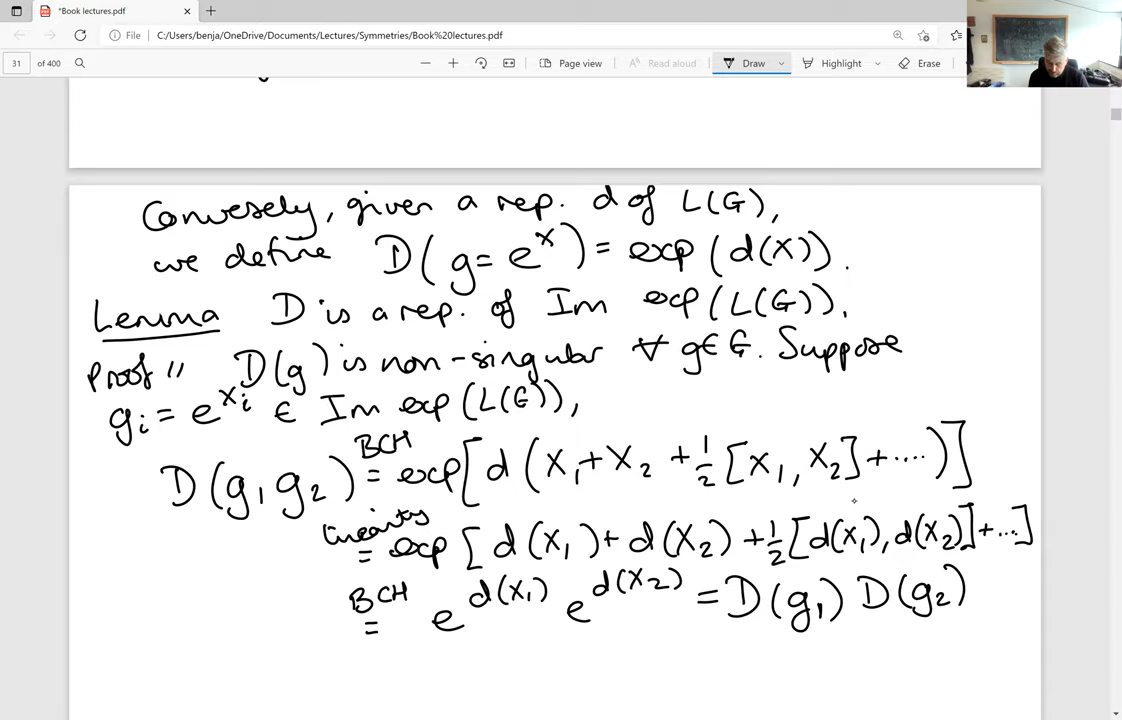 *Book lectures.pdf
File C:/Users/benja/OneDrive/Documents/Lectures/Symmetries/Book%20lectures.pdf
31 of 400 Page view Read aloud Draw Highlight Erase
Conversely, given a rep. d of L(G),
we define D(g=e^X) = exp(d(X)).
Lemma D is a rep. of Im exp(L(G)).
Proof // D(g) is non-singular ∀ g∈G. Suppose
g_i = e^{X_i} ∈ Im exp(L(G)),
D(g_1 g_2) BCH = exp[d(X_1 + X_2 + 1/2 [X_1, X_2] + ....)]
linearity = exp[d(X_1) + d(X_2) + 1/2 [d(X_1), d(X_2)] + ...]
BCH = e^{d(X_1)} e^{d(X_2)} = D(g_1) D(g_2)